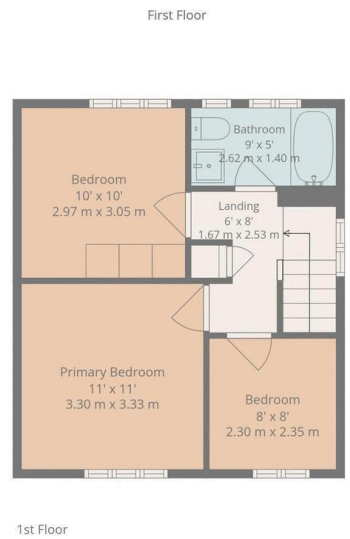 First Floor
Bathroom
9' x 5'
2.62 m x 1.40 m
Bedroom
10' x 10'
2.97 m x 3.05 m
Landing
6' x 8'
1.67 m x 2.53 m
Primary Bedroom
11' x 11'
3.30 m x 3.33 m
Bedroom
8' x 8'
2.30 m x 2.35 m
1st Floor